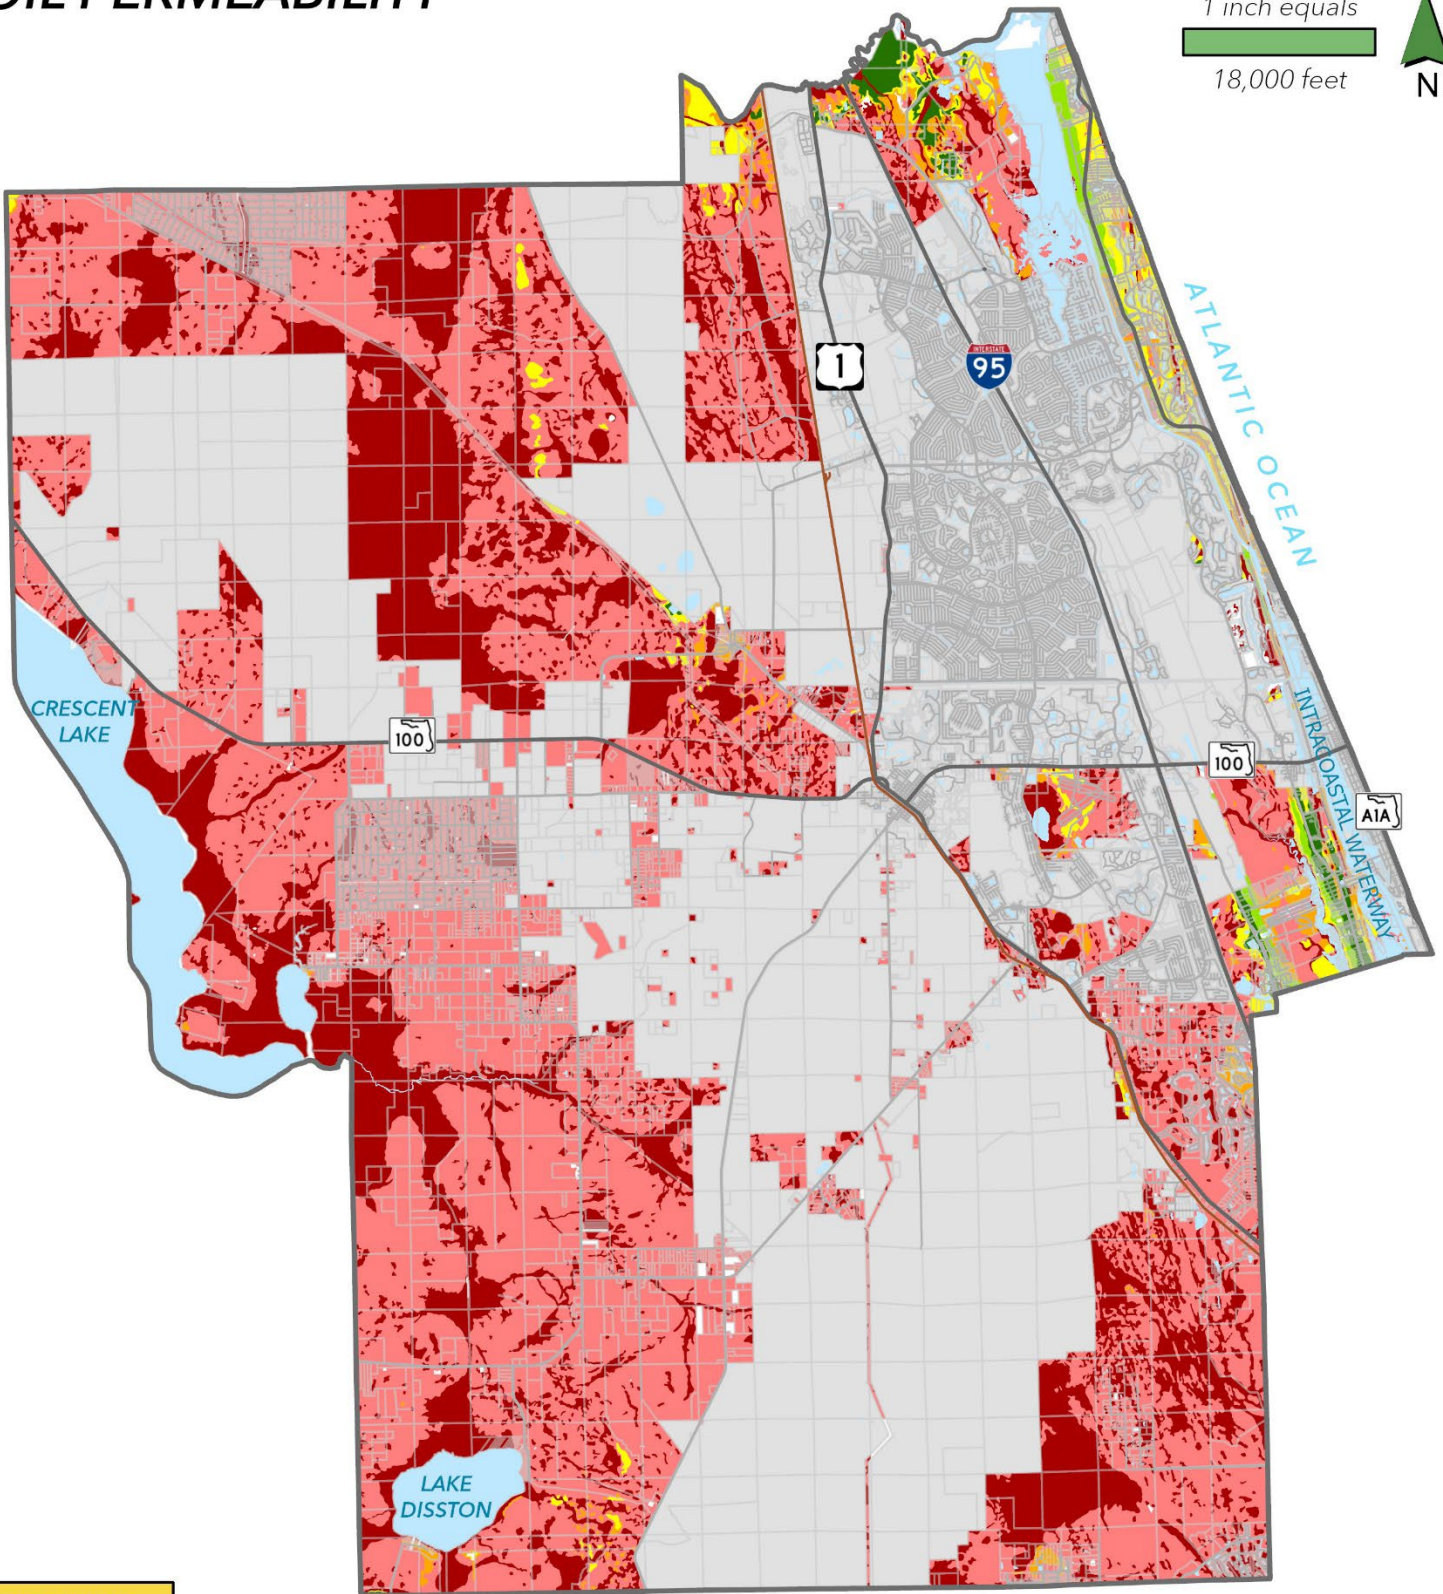 1 inch equals
18,000 feet
N
ATLANTIC OCEAN
1
INTERSTATE
95
CRESCENT
LAKE
100
100
INTRACOASTAL WATERWAY
A1A
LAKE
DISSTON